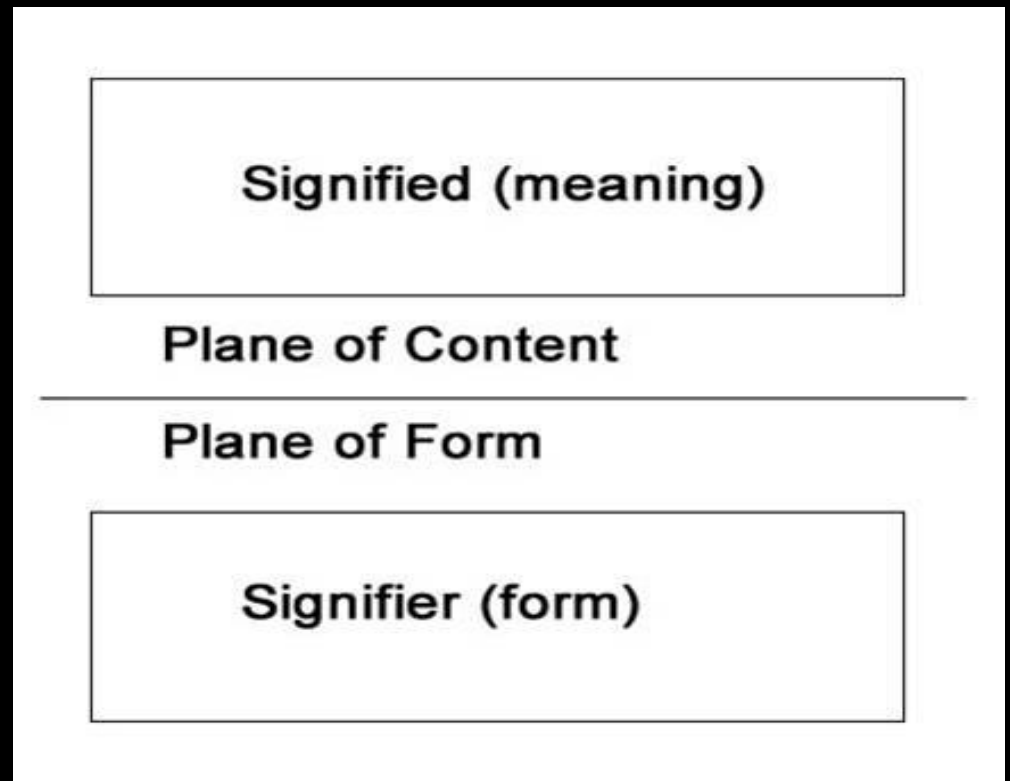 Signified (meaning)
Plane of Content
Plane of Form
Signifier (form)